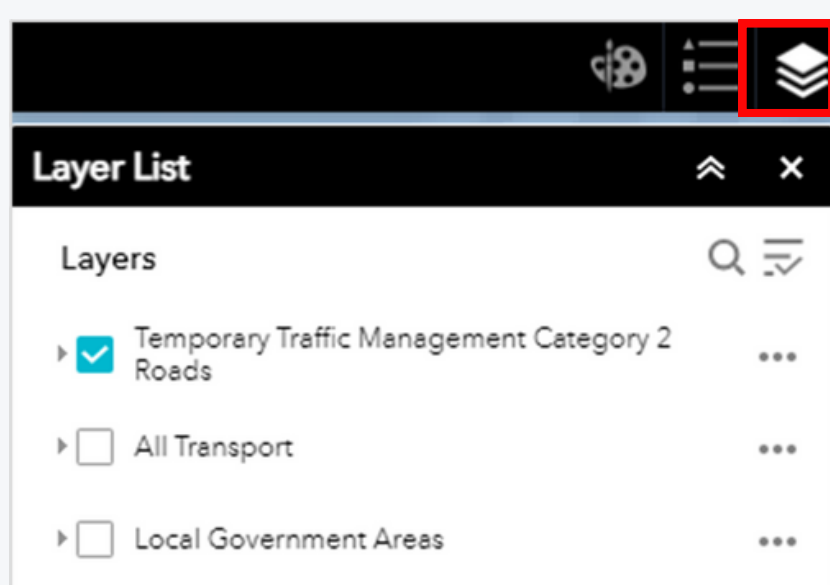 Layer List
Layers
Temporary Traffic Management Category 2
Roads
All Transport
Local Government Areas